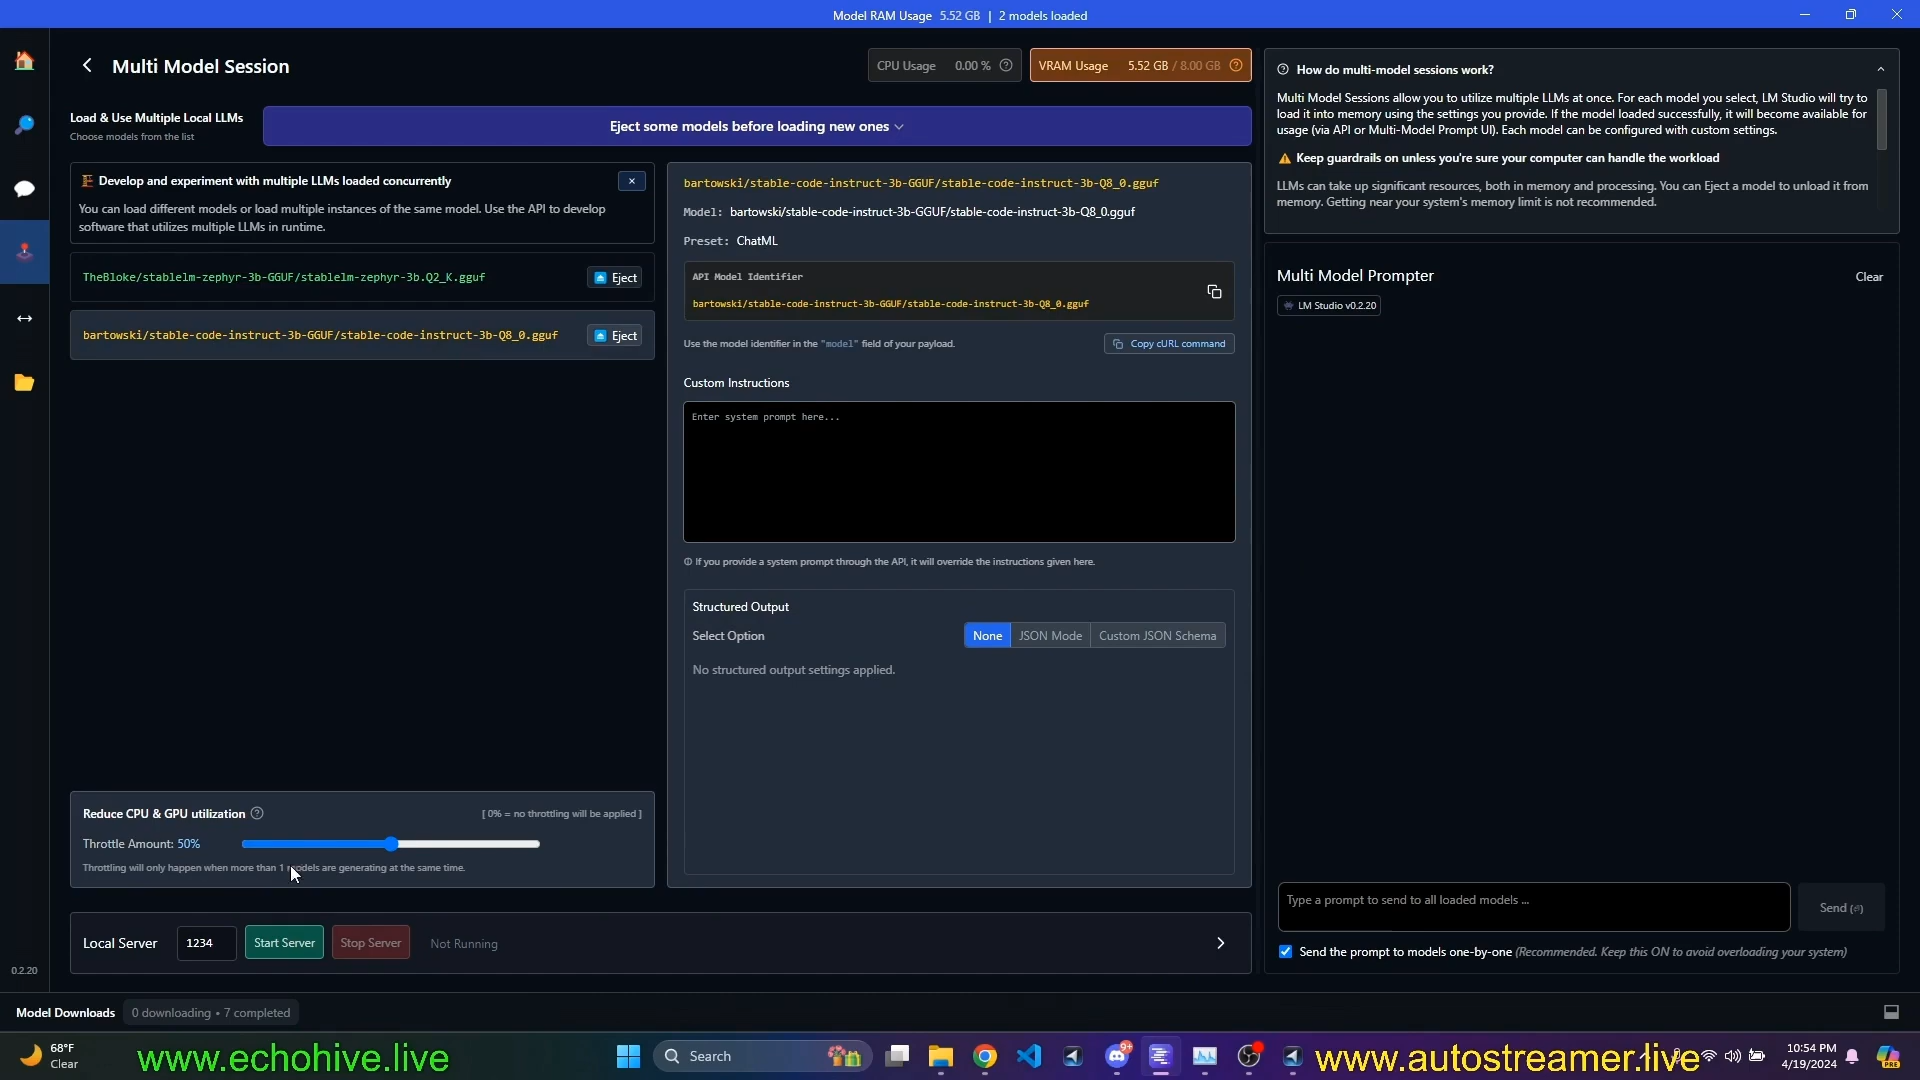 Model RAM Usage 5.52 GB | 2 models loaded
Multi Model Session
CPU Usage 0.00 %
VRAM Usage 5.52 GB / 8.00 GB
Load & Use Multiple Local LLMs
Choose models from the list
Eject some models before loading new ones
Develop and experiment with multiple LLMs loaded concurrently
You can load different models or load multiple instances of the same model. Use the API to develop
software that utilizes multiple LLMs in runtime.
TheBloke/stablelm-zephyr-3b-GGUF/stablelm-zephyr-3b.Q2_K.gguf
Eject
bartowski/stable-code-instruct-3b-GGUF/stable-code-instruct-3b-Q8_0.gguf
Eject
Reduce CPU & GPU utilization
[ 0% = no throttling will be applied ]
Throttle Amount: 50%
Throttling will only happen when more than 1 models are generating at the same time.
bartowski/stable-code-instruct-3b-GGUF/stable-code-instruct-3b-Q8_0.gguf
Model: bartowski/stable-code-instruct-3b-GGUF/stable-code-instruct-3b-Q8_0.gguf
Preset: ChatML
API Model Identifier
bartowski/stable-code-instruct-3b-GGUF/stable-code-instruct-3b-Q8_0.gguf
Use the model identifier in the "model" field of your payload.
Copy cURL command
Custom Instructions
Enter system prompt here...
If you provide a system prompt through the API, it will override the instructions given here.
Structured Output
Select Option
None
JSON Mode
Custom JSON Schema
No structured output settings applied.
Local Server
1234
Start Server
Stop Server
Not Running
How do multi-model sessions work?
Multi Model Sessions allow you to utilize multiple LLMs at once. For each model you select, LM Studio will try to
load it into memory using the settings you provide. If the model loaded successfully, it will become available for
usage (via API or Multi-Model Prompt UI). Each model can be configured with custom settings.
Keep guardrails on unless you're sure your computer can handle the workload
LLMs can take up significant resources, both in memory and processing. You can Eject a model to unload it from
memory. Getting near your system's memory limit is not recommended.
Multi Model Prompter
Clear
LM Studio v0.2.20
Type a prompt to send to all loaded models ...
Send (⏎)
Send the prompt to models one-by-one (Recommended. Keep this ON to avoid overloading your system)
0.2.20
Model Downloads
0 downloading • 7 completed
68°F
Clear
www.echohive.live
Search
9+
www.autostreamer.live
10:54 PM
4/19/2024
PRE